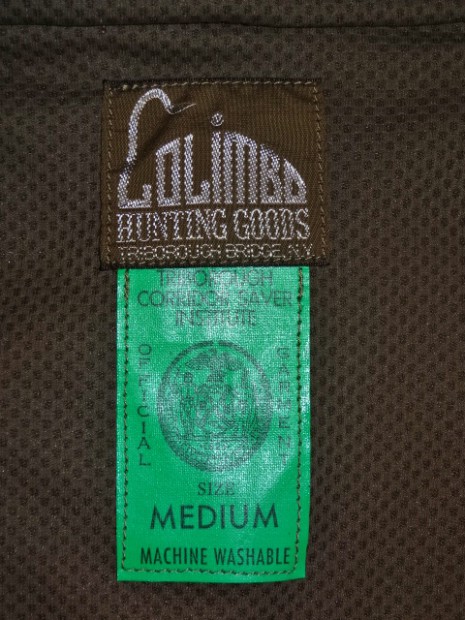 COLIMBO
HUNTING GOODS
TRIBOROUGH BRIDGE, N.Y.
CORRIDOR SAVER
INSTITUTE
OFFICIAL
GARMENT
SIZE
MEDIUM
MACHINE WASHABLE